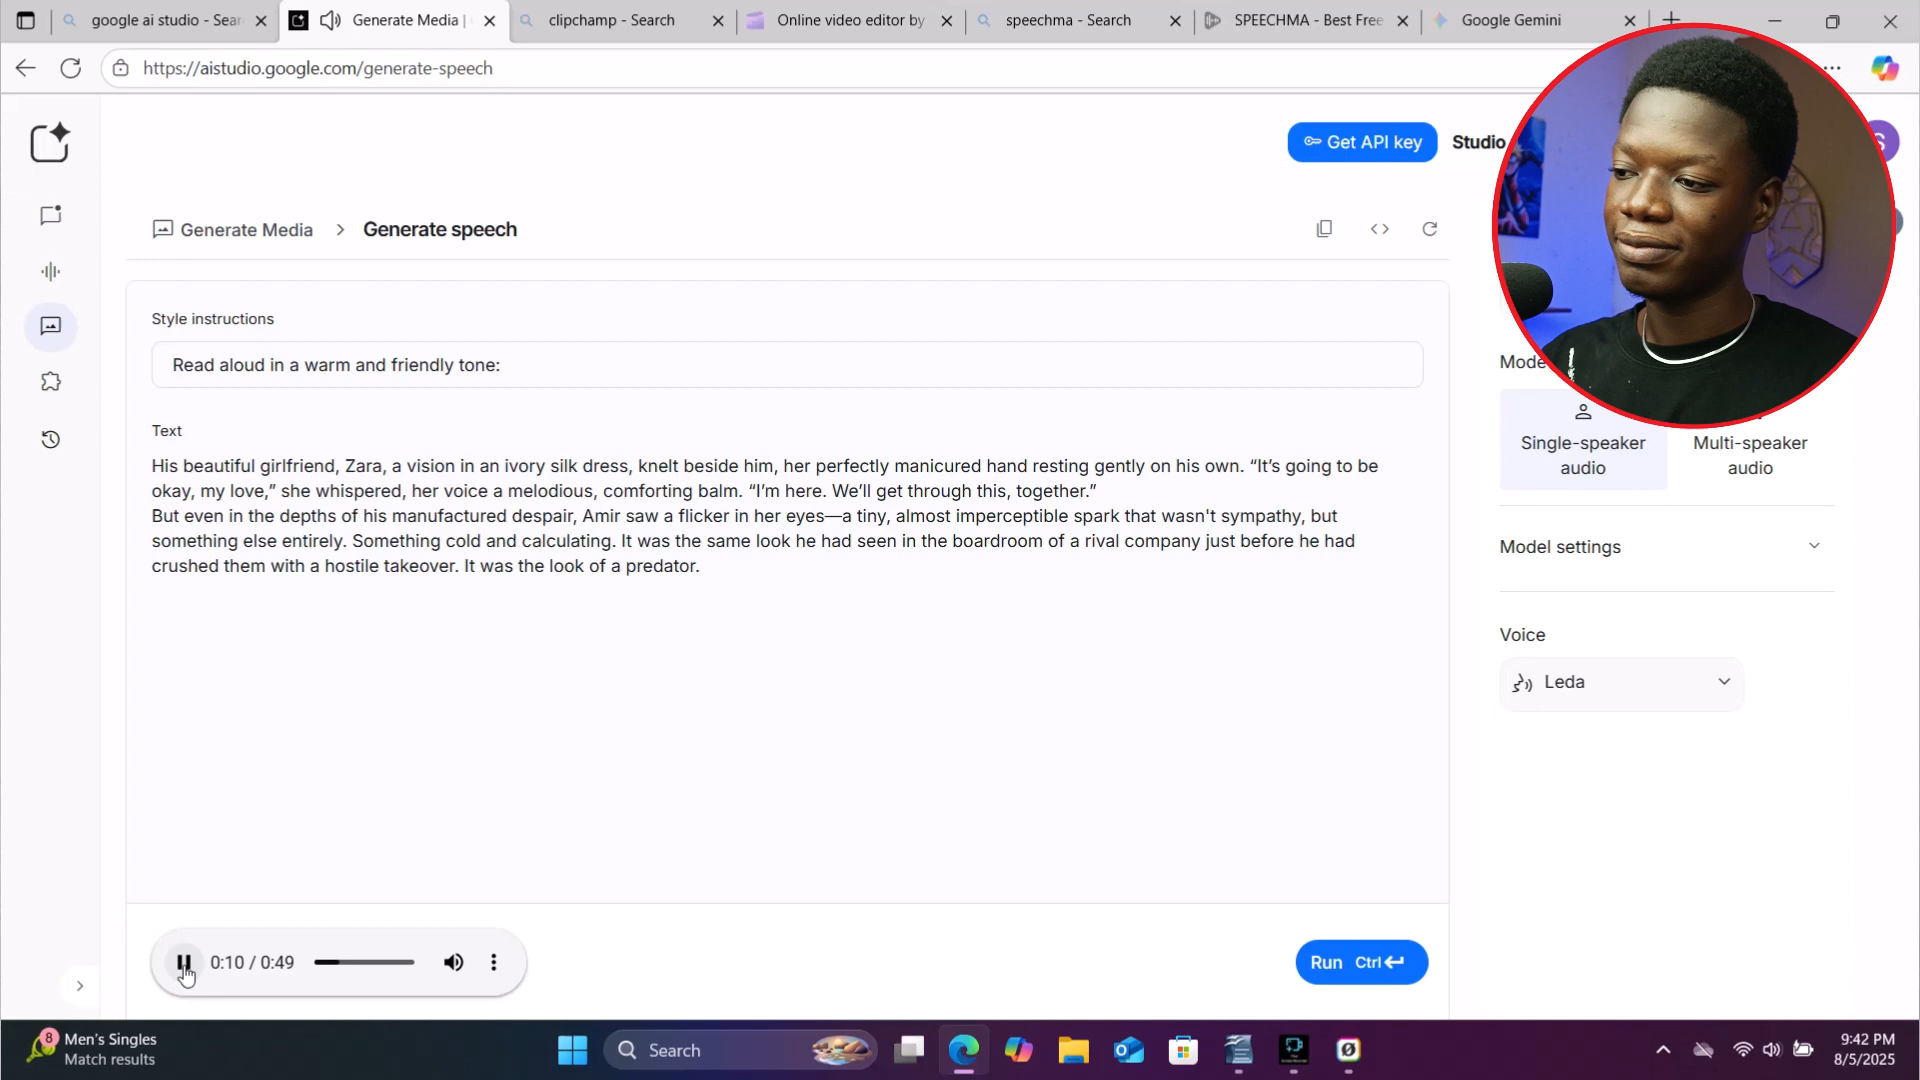 google ai studio - Sear
Generate Media |
clipchamp - Search
Online video editor by
speechma - Search
SPEECHMA - Best Free
Google Gemini
https://aistudio.google.com/generate-speech
Get API key
Studio
S
Generate Media > Generate speech
Style instructions
Read aloud in a warm and friendly tone:
Text
His beautiful girlfriend, Zara, a vision in an ivory silk dress, knelt beside him, her perfectly manicured hand resting gently on his own. “It’s going to be
okay, my love,” she whispered, her voice a melodious, comforting balm. “I’m here. We’ll get through this, together.”
But even in the depths of his manufactured despair, Amir saw a flicker in her eyes—a tiny, almost imperceptible spark that wasn't sympathy, but
something else entirely. Something cold and calculating. It was the same look he had seen in the boardroom of a rival company just before he had
crushed them with a hostile takeover. It was the look of a predator.
Mode
Single-speaker
audio
Multi-speaker
audio
Model settings
Voice
Leda
0:10 / 0:49
Run Ctrl
8
Men's Singles
Match results
Search
9:42 PM
8/5/2025